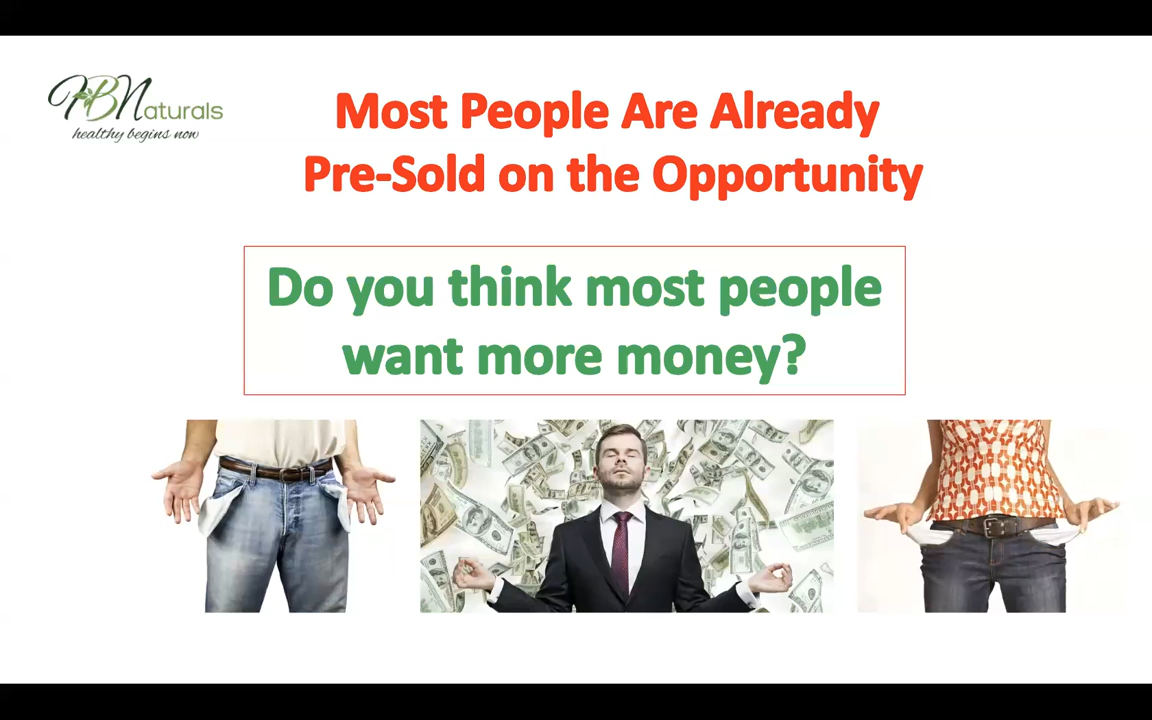 HBNaturals
healthy begins now
Most People Are Already
Pre-Sold on the Opportunity
Do you think most people
want more money?